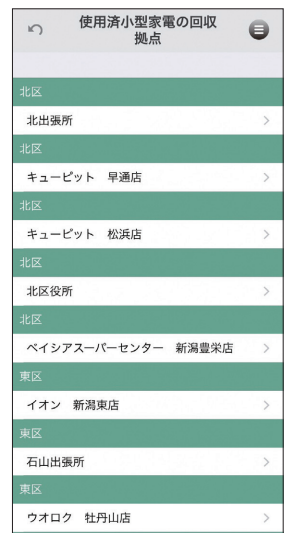 使用済小型家電の回収
拠点
北区
北出張所
北区
キューピット 早通店
北区
キューピット 松浜店
北区
北区役所
北区
ベイシアスーパーセンター 新潟豊栄店
東区
イオン 新潟東店
東区
石山出張所
東区
ウオロク 牡丹山店